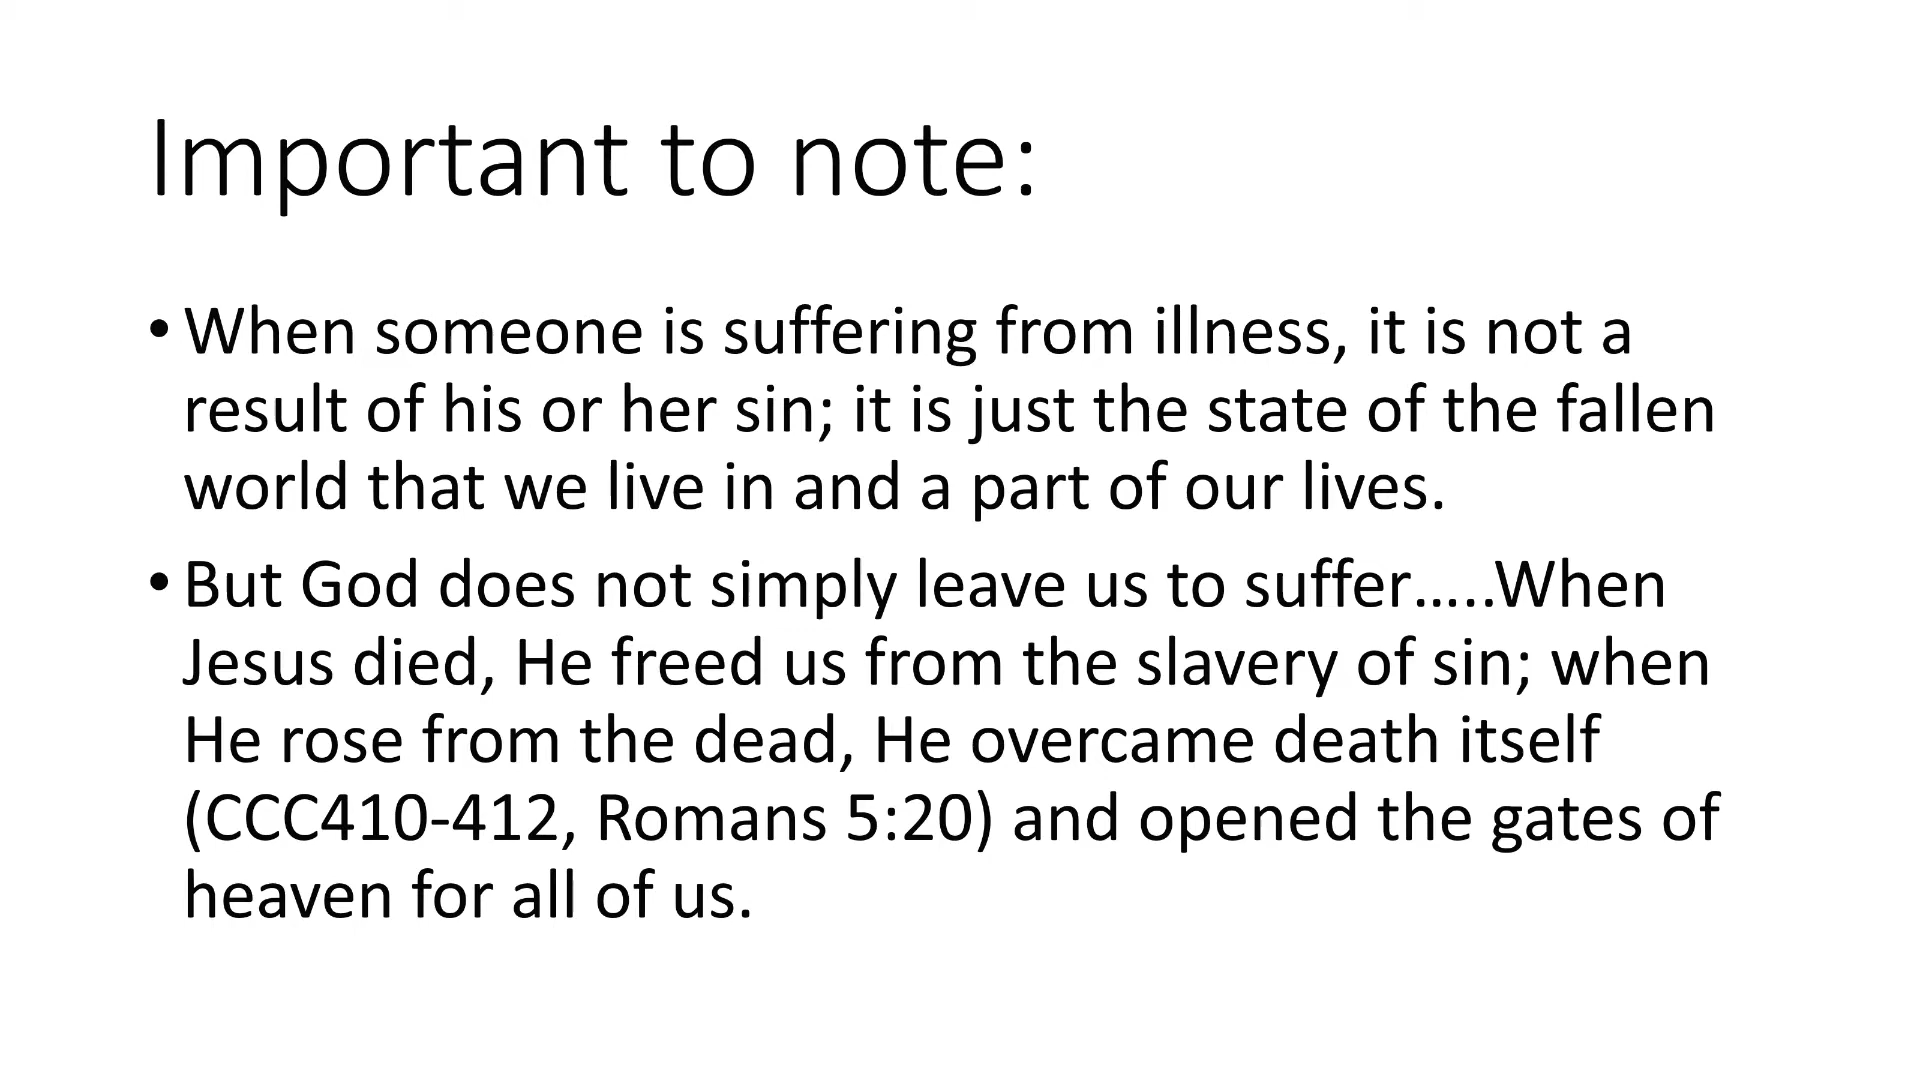 Important to note:
• When someone is suffering from illness, it is not a
result of his or her sin; it is just the state of the fallen
world that we live in and a part of our lives.
• But God does not simply leave us to suffer.....When
Jesus died, He freed us from the slavery of sin; when
He rose from the dead, He overcame death itself
(CCC410-412, Romans 5:20) and opened the gates of
heaven for all of us.